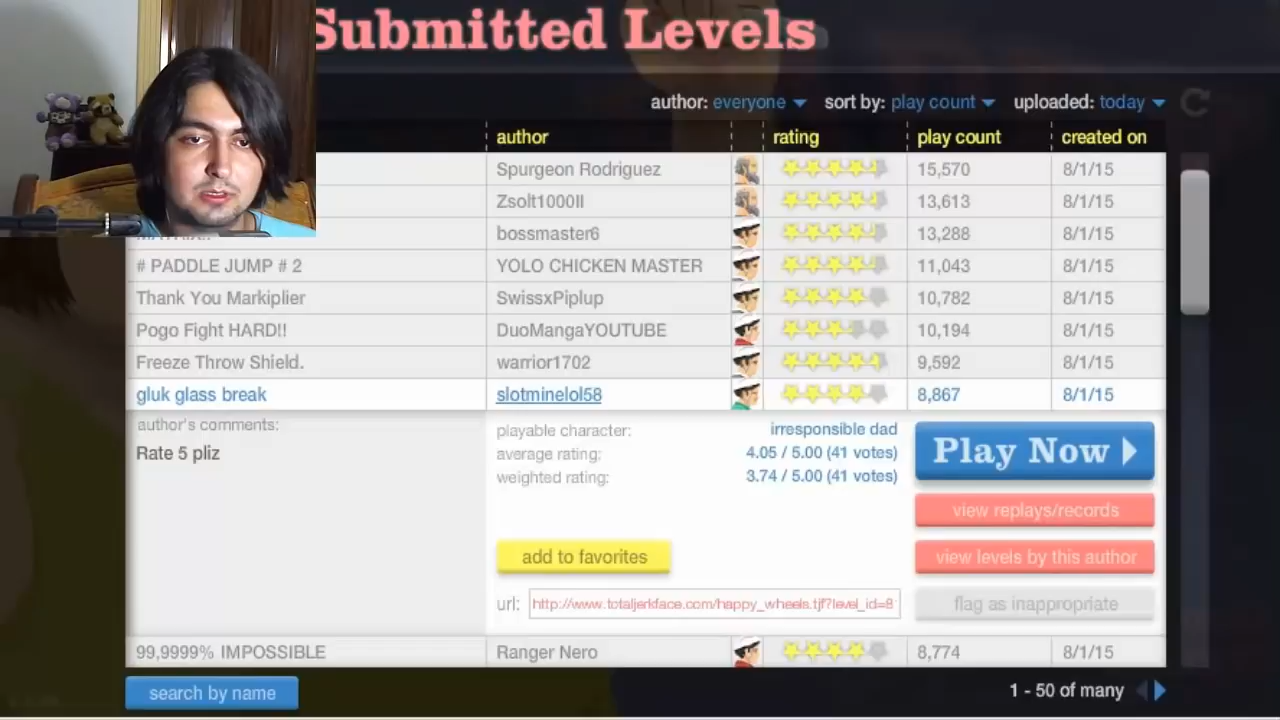 Submitted Levels
author: everyone sort by: play count uploaded: today
author rating play count created on
Spurgeon Rodriguez 15,570 8/1/15
Zsolt1000II 13,613 8/1/15
bossmaster6 13,288 8/1/15
# PADDLE JUMP # 2 YOLO CHICKEN MASTER 11,043 8/1/15
Thank You Markiplier SwissxPiplup 10,782 8/1/15
Pogo Fight HARD!! DuoMangaYOUTUBE 10,194 8/1/15
Freeze Throw Shield. warrior1702 9,592 8/1/15
gluk glass break slotminelol58 8,867 8/1/15
author's comments:
Rate 5 pliz
playable character: irresponsible dad
average rating: 4.05 / 5.00 (41 votes)
weighted rating: 3.74 / 5.00 (41 votes)
Play Now
view replays/records
add to favorites
view levels by this author
url: http://www.totaljerkface.com/happy_wheels.tjf?level_id=8
flag as inappropriate
99,9999% IMPOSSIBLE Ranger Nero 8,774 8/1/15
search by name
1 - 50 of many